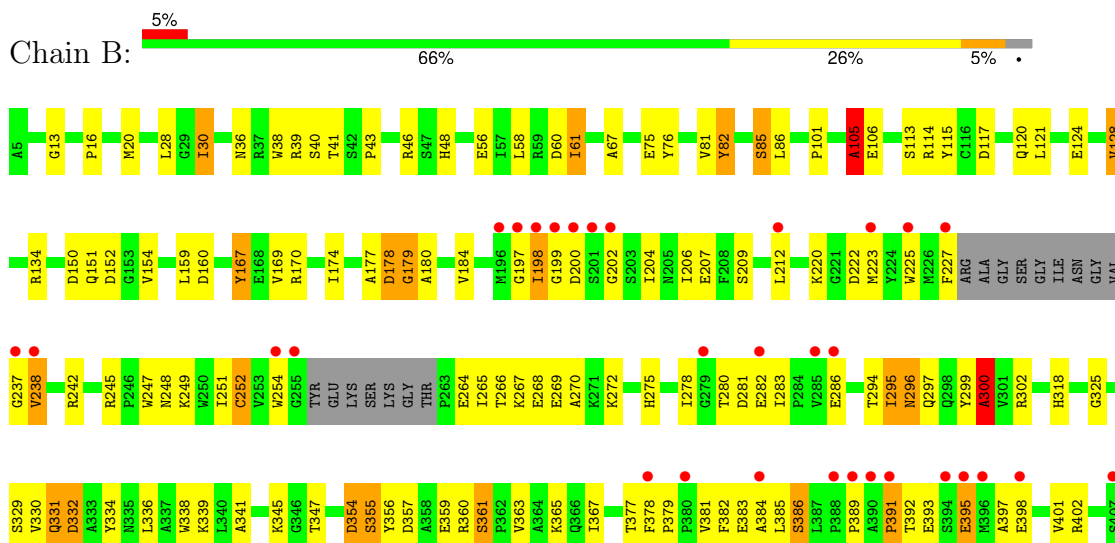 5%
Chain B:
66% 26% 5% •
A5 G13 P16 M20 L28 G29 I30 N36 R37 W38 R39 S40 T41 S42 P43 R46 S47 H48 E56 I57 L58 R59 D60 I61 A67 E75 Y76 V81 Y82 S85 L86 P101 A105 E106 S113 R114 Y115 C116 D117 Q120 L121 E124
R134 D150 Q151 D152 G153 V154 L159 D160 Y167 E168 V169 R170 I174 A177 D178 G179 A180 V184 M196 G197 I198 G199 D200 S201 G202 S203 I204 N205 I206 E207 F208 S209 L212 K220 G221 D222 M223 Y224 W225 M226 F227 ARG ALA GLY SER GLY ILE ASN GLY VAL
G237 V238 R242 R245 P246 W247 N248 K249 W250 I251 C252 V253 W254 G255 TYR GLU LYS SER LYS GLY THR P263 E264 I265 T266 K267 E268 E269 A270 K271 K272 H275 I278 G279 T280 D281 E282 I283 P284 V285 E286 T294 I295 N296 Q297 Q298 Y299 A300 V301 R302 H318 G325
S329 V330 Q331 D332 A333 Y334 N335 L336 A337 W338 K339 L340 A341 K345 G346 T347 D354 S355 Y356 D357 A358 E359 R360 S361 P362 V363 A364 K365 Q366 I367 T377 F378 P379 P380 V381 F382 E383 A384 L385 S386 L387 P388 P389 A390 P391 T392 E393 S394 E395 M396 A397 E398 V401 R402